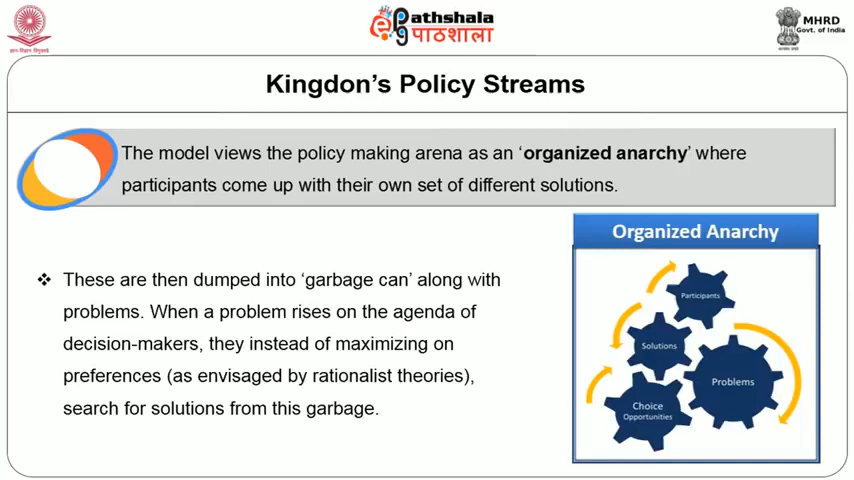 ज्ञान-विज्ञान विमुक्तये
ePathshala
पाठशाला
MHRD
Govt. of India
Kingdon’s Policy Streams
The model views the policy making arena as an ‘organized anarchy’ where
participants come up with their own set of different solutions.
Organized Anarchy
❖ These are then dumped into ‘garbage can’ along with
problems. When a problem rises on the agenda of
decision-makers, they instead of maximizing on
preferences (as envisaged by rationalist theories),
search for solutions from this garbage.
Participants
Solutions
Problems
Choice
Opportunities